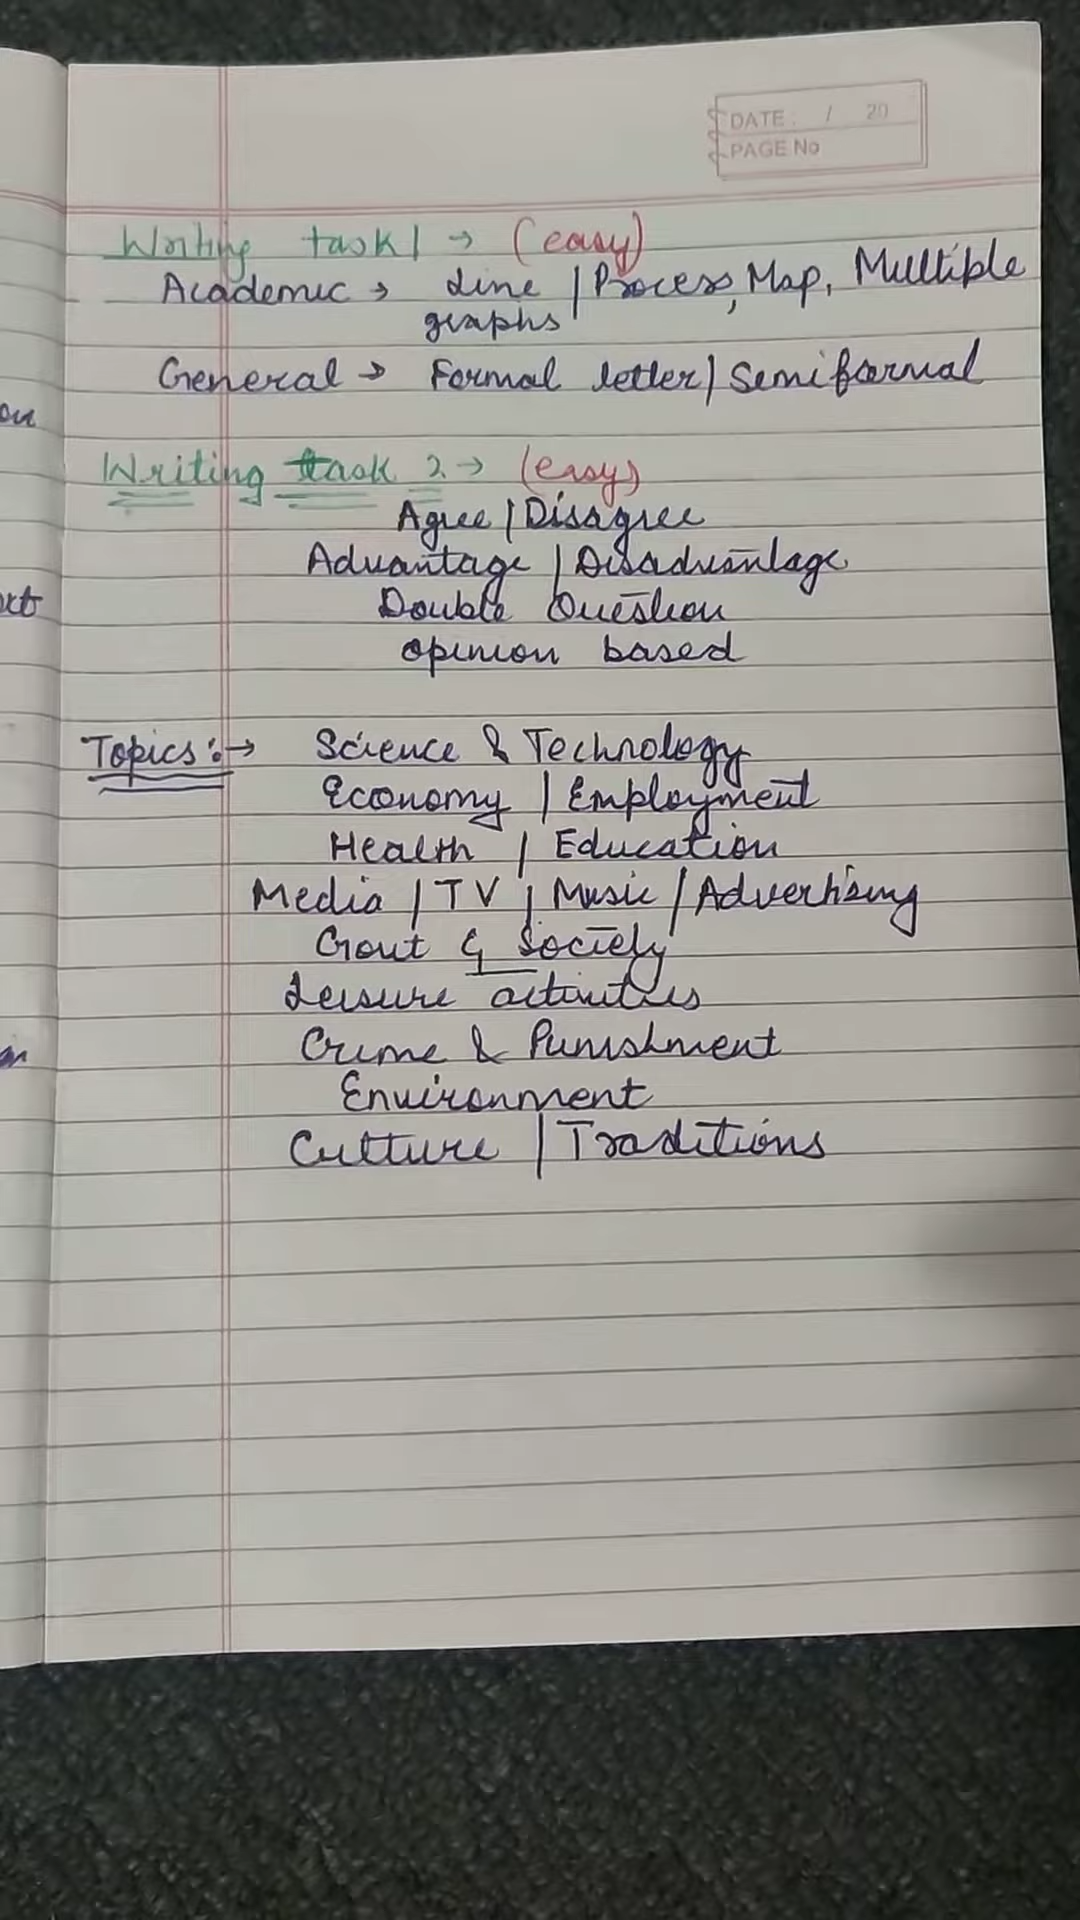 DATE: / 20
PAGE No
Writing task 1 → (easy)
Academic → Line / Process, Map, Multiple
graphs
General → Formal letter / Semiformal
Writing task 2 → (easy)
Agree / Disagree
Advantage / Disadvantage
Double Question
opinion based
Topics :→ Science & Technology
Economy / Employment
Health / Education
Media / TV / Music / Advertising
Govt & Society
Leisure activities
Crime & Punishment
Environment
Culture / Traditions